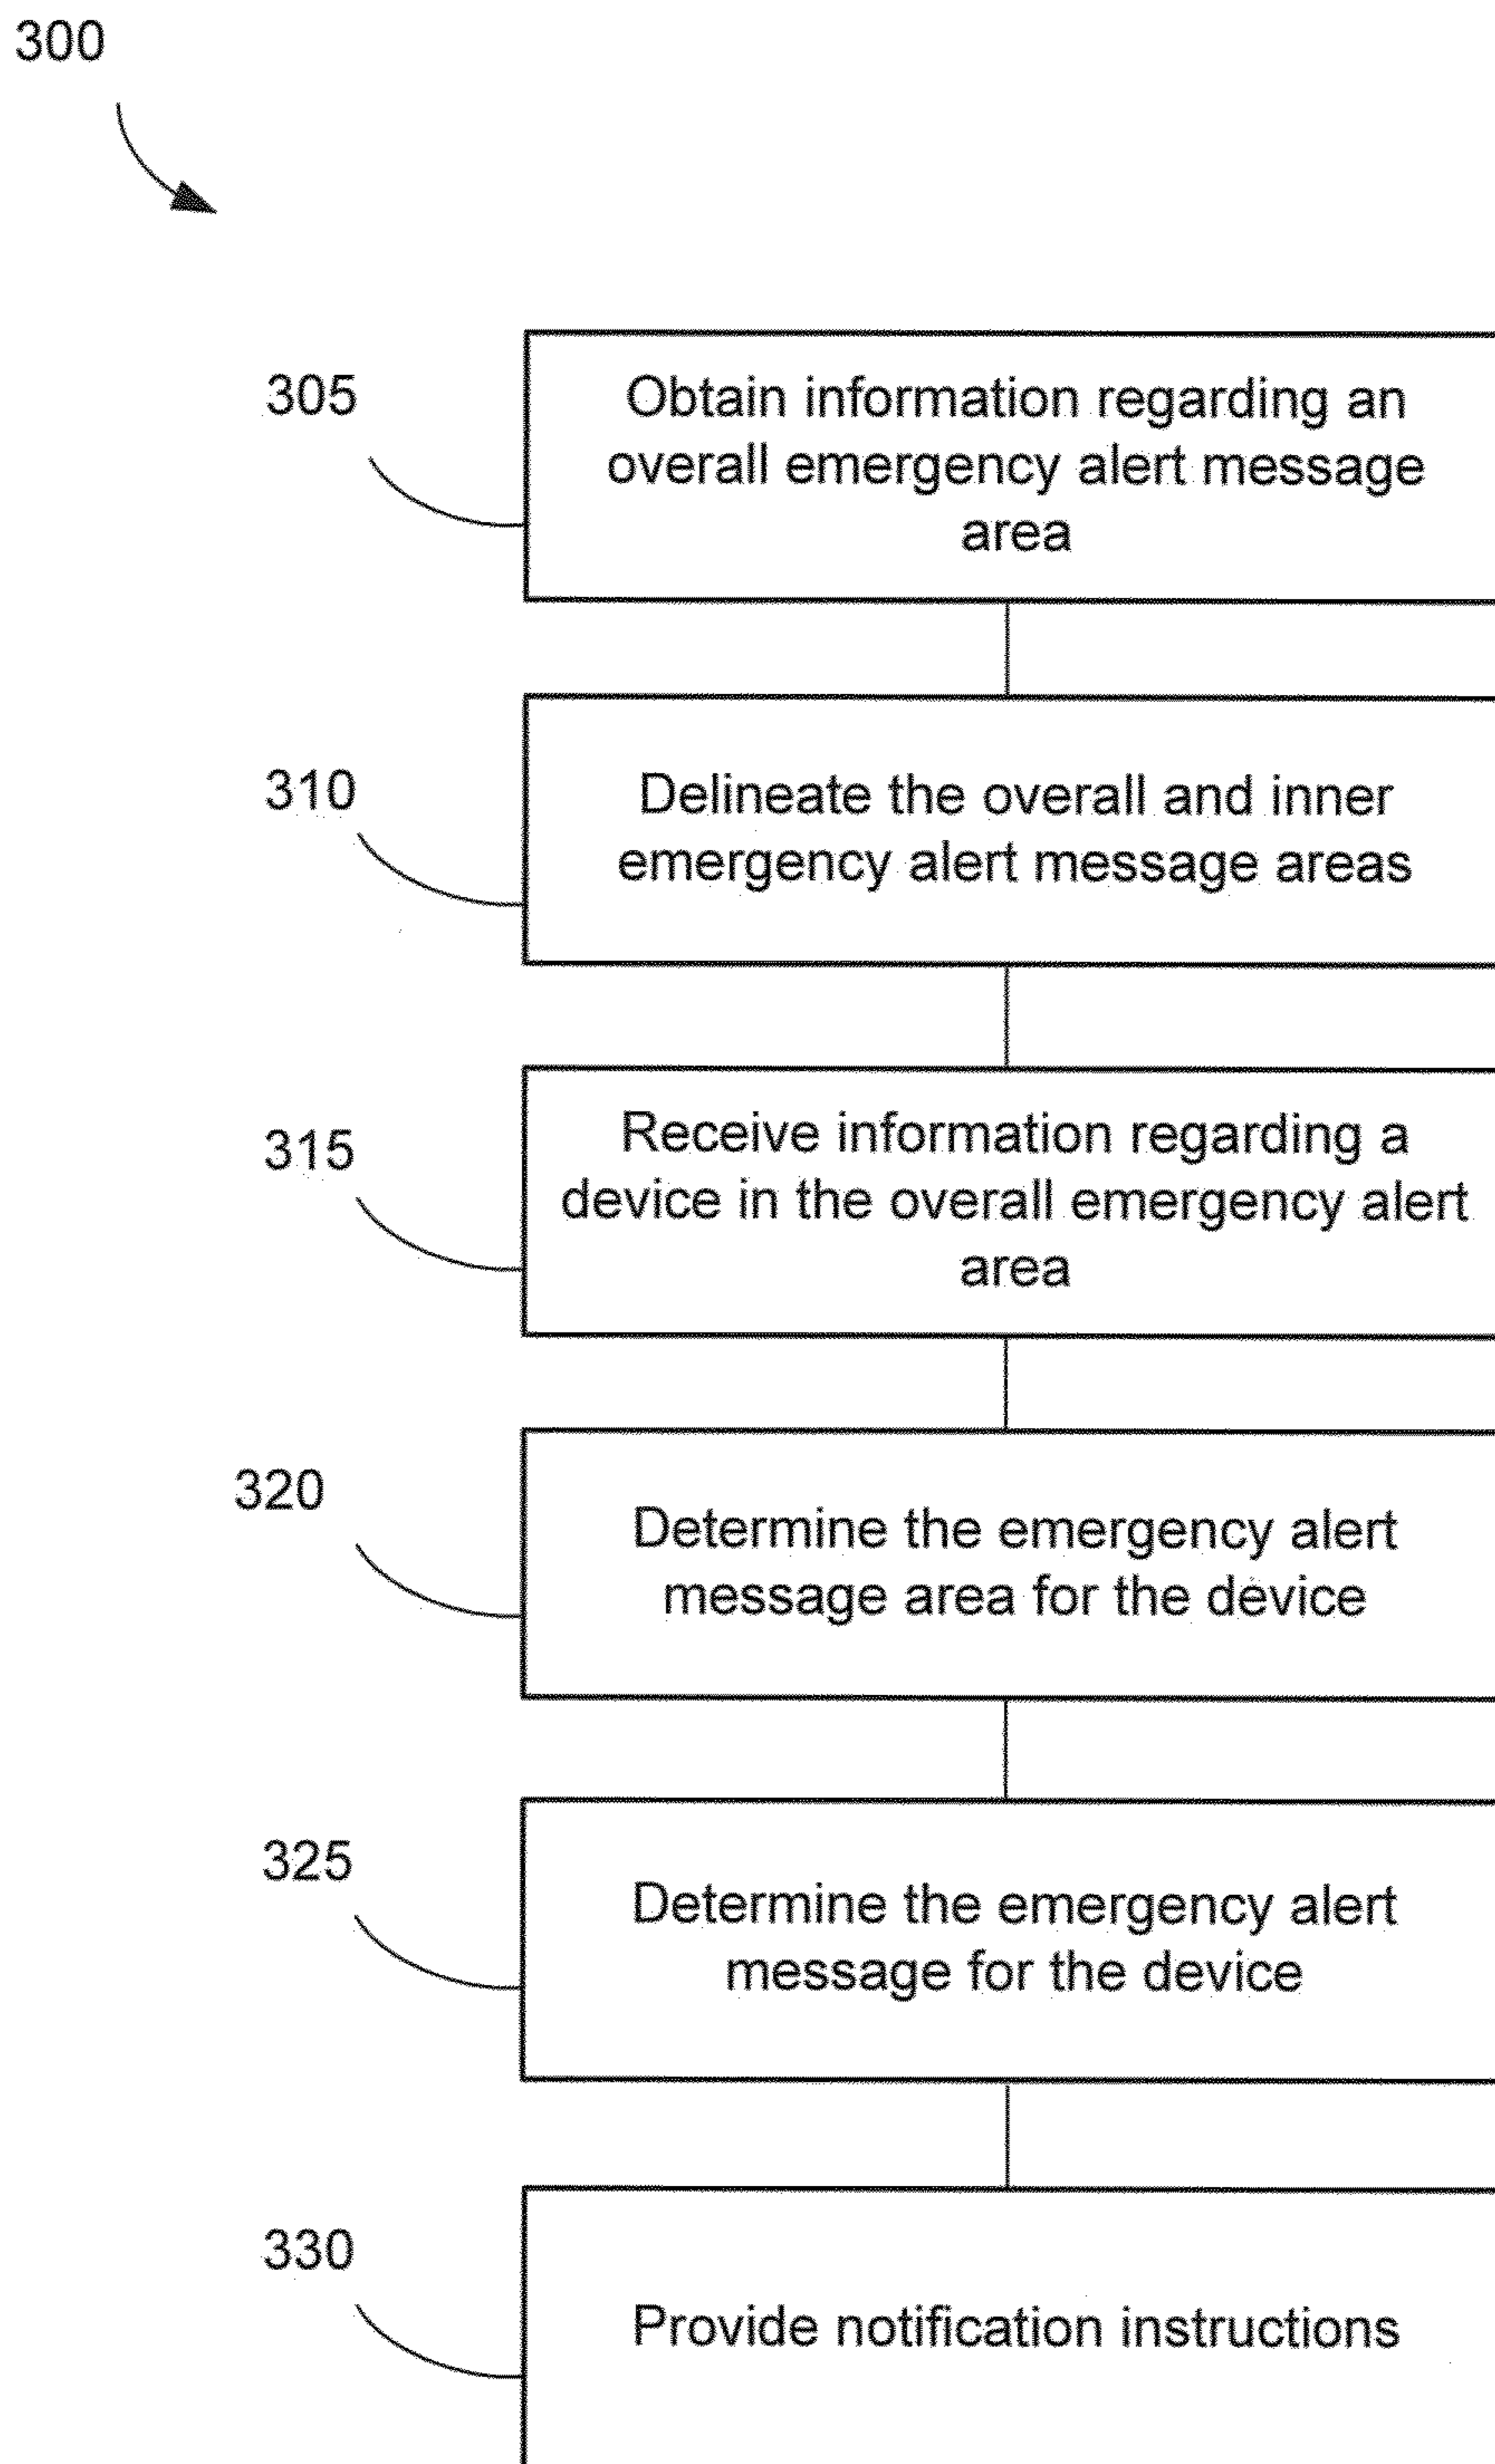 300
305
Obtain information regarding an
overall emergency alert message
area
310
Delineate the overall and inner
emergency alert message areas
315
Receive information regarding a
device in the overall emergency alert
area
320
Determine the emergency alert
message area for the device
325
Determine the emergency alert
message for the device
330
Provide notification instructions